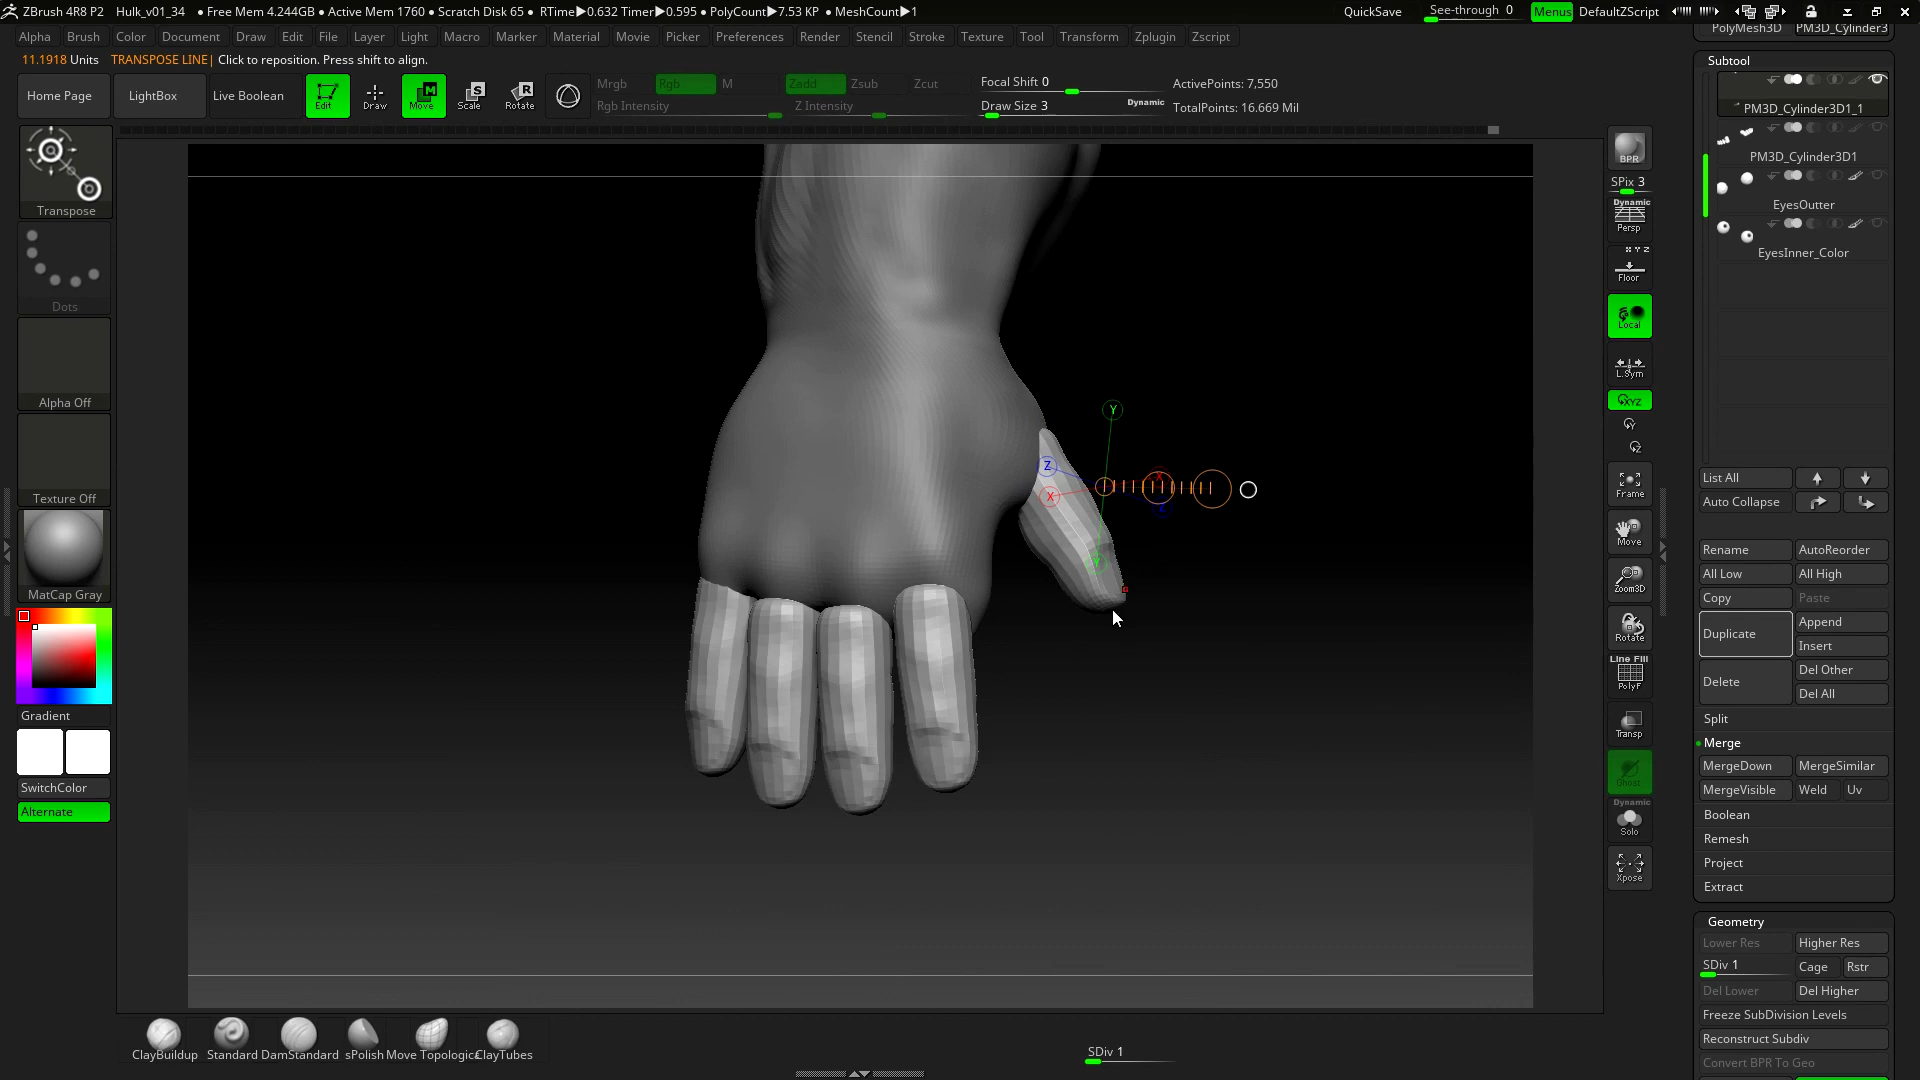 ZBrush 4R8 P2 Hulk_v01_34 • Free Mem 4.244GB • Active Mem 1760 • Scratch Disk 65 • RTime▶0.632 Timer▶0.595 • PolyCount▶7.53 KP • MeshCount▶1 QuickSave See-through 0 Menus DefaultZScript
Alpha Brush Color Document Draw Edit File Layer Light Macro Marker Material Movie Picker Preferences Render Stencil Stroke Texture Tool Transform Zplugin Zscript
PolyMesh3D PM3D_Cylinder3
11.1918 Units TRANSPOSE LINE| Click to reposition. Press shift to align.
Subtool
Home Page LightBox Live Boolean Edit Draw Move Scale Rotate
Mrgb Rgb M Zadd Zsub Zcut
Rgb Intensity Z Intensity
Focal Shift 0
Draw Size 3 Dynamic
ActivePoints: 7,550
TotalPoints: 16.669 Mil
Transpose
Dots
Alpha Off
Texture Off
MatCap Gray
Gradient
SwitchColor
Alternate
Y
Z
X
X
Z
Y
BPR
SPix 3
Dynamic
Persp
X Y Z
Floor
Local
L.Sym
XYZ
Y
Z
Frame
Move
Zoom3D
Rotate
Line Fill
PolyF
Transp
Ghost
Dynamic
Solo
Xpose
PM3D_Cylinder3D1_1
PM3D_Cylinder3D1
EyesOutter
EyesInner_Color
List All
Auto Collapse
Rename AutoReorder
All Low All High
Copy Paste
Duplicate Append
Insert
Delete Del Other
Del All
Split
Merge
MergeDown MergeSimilar
MergeVisible Weld Uv
Boolean
Remesh
Project
Extract
Geometry
Lower Res Higher Res
SDiv 1 Cage Rstr
Del Lower Del Higher
Freeze SubDivision Levels
Reconstruct Subdiv
Convert BPR To Geo
ClayBuildup Standard DamStandard sPolish Move Topologica ClayTubes
SDiv 1